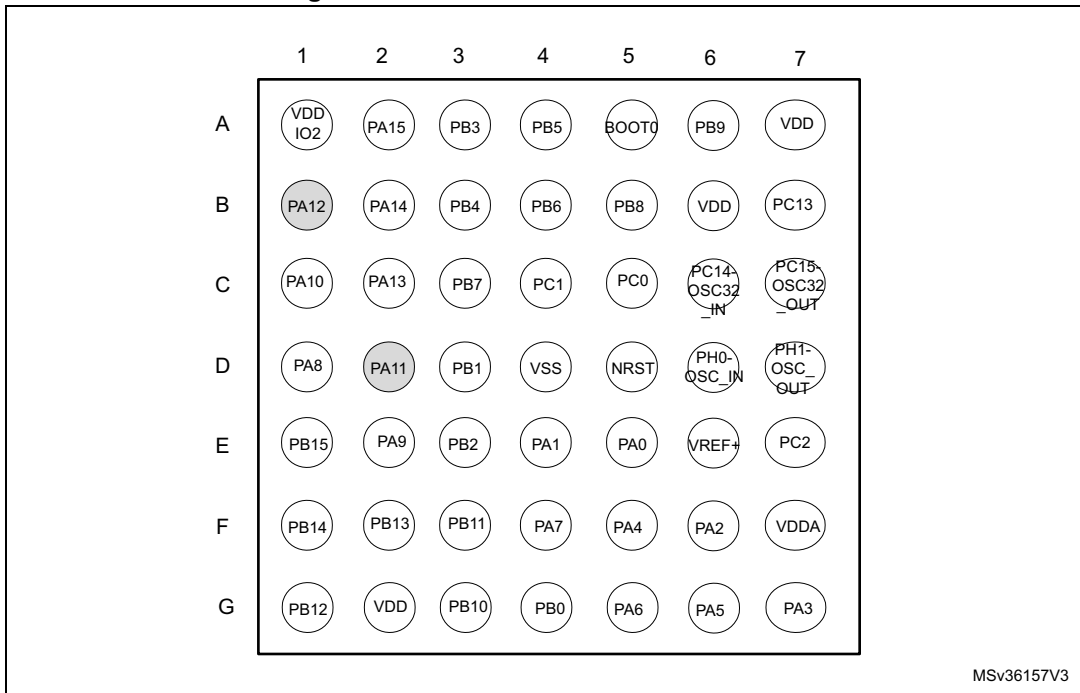 1 2 3 4 5 6 7
A VDD IO2 PA15 PB3 PB5 BOOT0 PB9 VDD
B PA12 PA14 PB4 PB6 PB8 VDD PC13
C PA10 PA13 PB7 PC1 PC0 PC14-OSC32_IN PC15-OSC32_OUT
D PA8 PA11 PB1 VSS NRST PH0-OSC_IN PH1-OSC_OUT
E PB15 PA9 PB2 PA1 PA0 VREF+ PC2
F PB14 PB13 PB11 PA7 PA4 PA2 VDDA
G PB12 VDD PB10 PB0 PA6 PA5 PA3
MSv36157V3